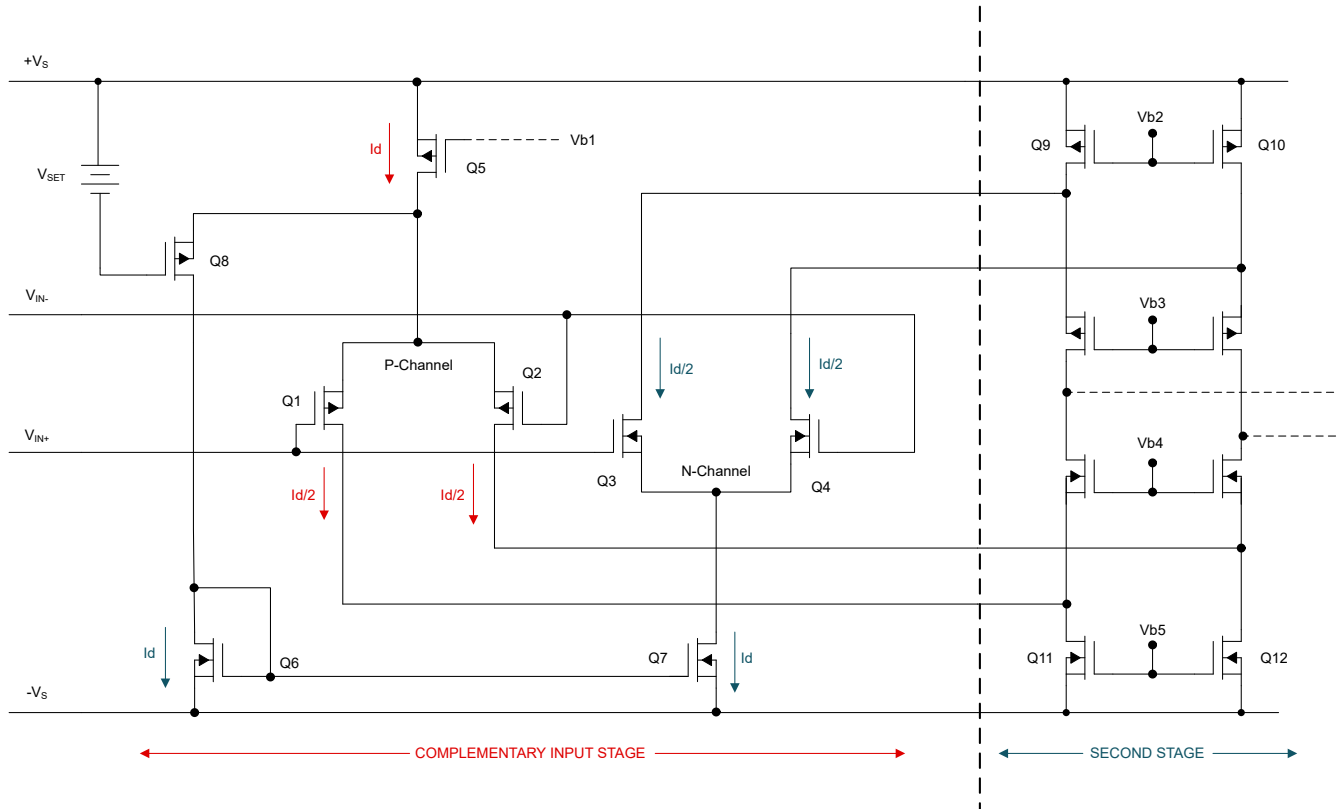 +VS
Vb1
Id
Q5
VSET
Q8
Vb2
Q9
Q10
VIN-
Vb3
P-Channel
Q1
Q2
Id/2
Id/2
VIN+
N-Channel
Q3
Q4
Id/2
Id/2
Vb4
Id
Q6
Q7
Id
Vb5
Q11
Q12
-VS
COMPLEMENTARY INPUT STAGE
SECOND STAGE